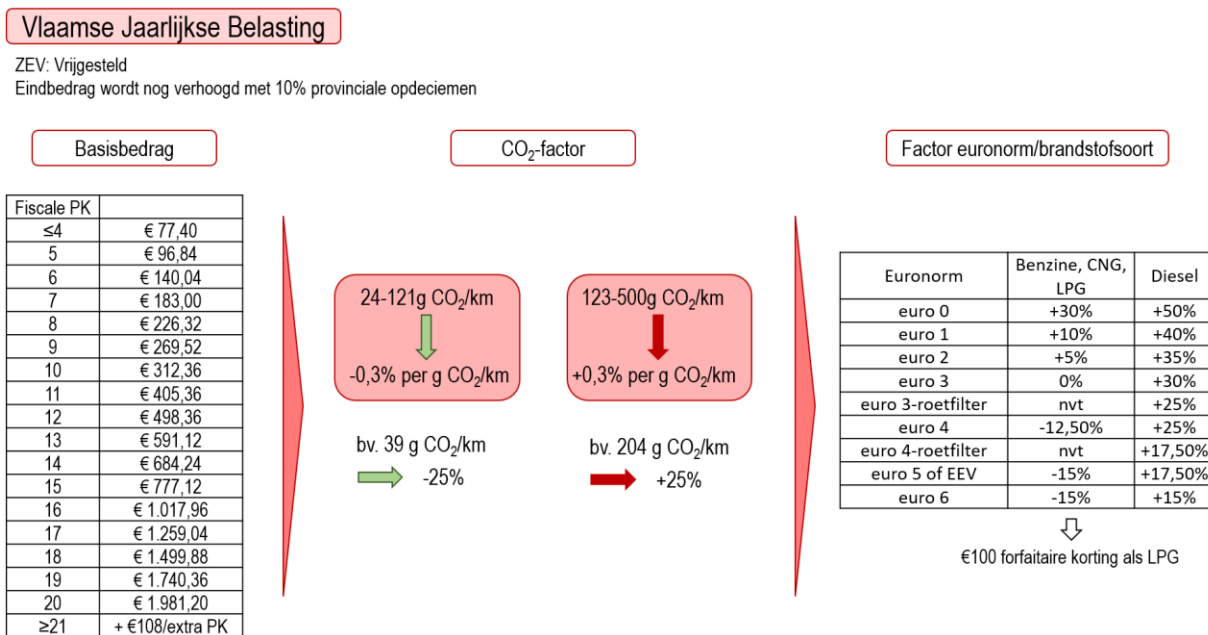 Vlaamse Jaarlijkse Belasting
ZEV: Vrijgesteld
Eindbedrag wordt nog verhoogd met 10% provinciale opdeciemen
Basisbedrag
Fiscale PK
≤4 € 77,40
5 € 96,84
6 € 140,04
7 € 183,00
8 € 226,32
9 € 269,52
10 € 312,36
11 € 405,36
12 € 498,36
13 € 591,12
14 € 684,24
15 € 777,12
16 € 1.017,96
17 € 1.259,04
18 € 1.499,88
19 € 1.740,36
20 € 1.981,20
≥21 + €108/extra PK
CO₂-factor
24-121g CO₂/km
-0,3% per g CO₂/km
bv. 39 g CO₂/km
-25%
123-500g CO₂/km
+0,3% per g CO₂/km
bv. 204 g CO₂/km
+25%
Factor euronorm/brandstofsoort
Euronorm Benzine, CNG, LPG Diesel
euro 0 +30% +50%
euro 1 +10% +40%
euro 2 +5% +35%
euro 3 0% +30%
euro 3-roetfilter nvt +25%
euro 4 -12,50% +25%
euro 4-roetfilter nvt +17,50%
euro 5 of EEV -15% +17,50%
euro 6 -15% +15%
€100 forfaitaire korting als LPG